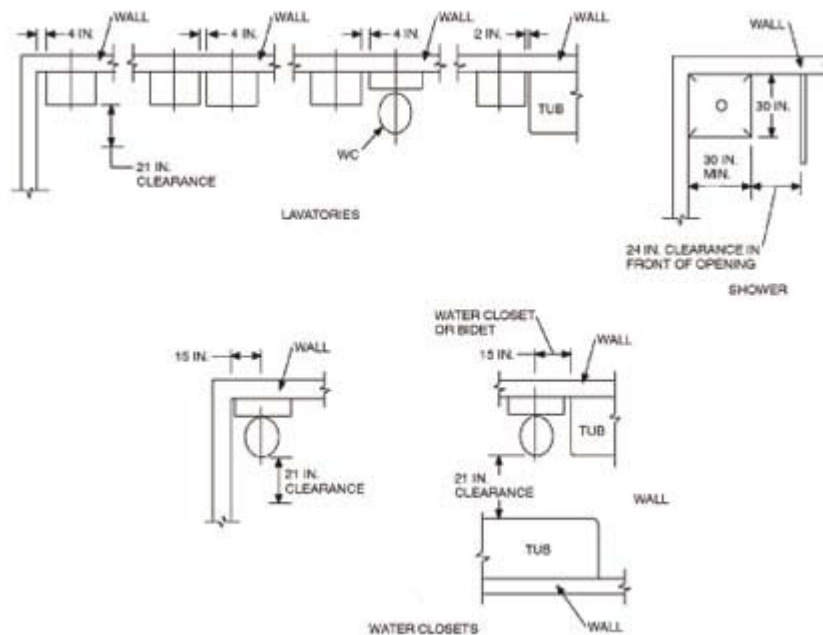 4 IN. WALL
4 IN. WALL
4 IN. WALL
2 IN. WALL
TUB
WC
21 IN.
CLEARANCE
LAVATORIES
WALL
30 IN.
30 IN.
MIN.
24 IN. CLEARANCE IN
FRONT OF OPENING
SHOWER
15 IN.
WALL
21 IN.
CLEARANCE
WATER CLOSET
OR BIDET
15 IN.
WALL
TUB
21 IN.
CLEARANCE
WALL
TUB
WALL
WATER CLOSETS